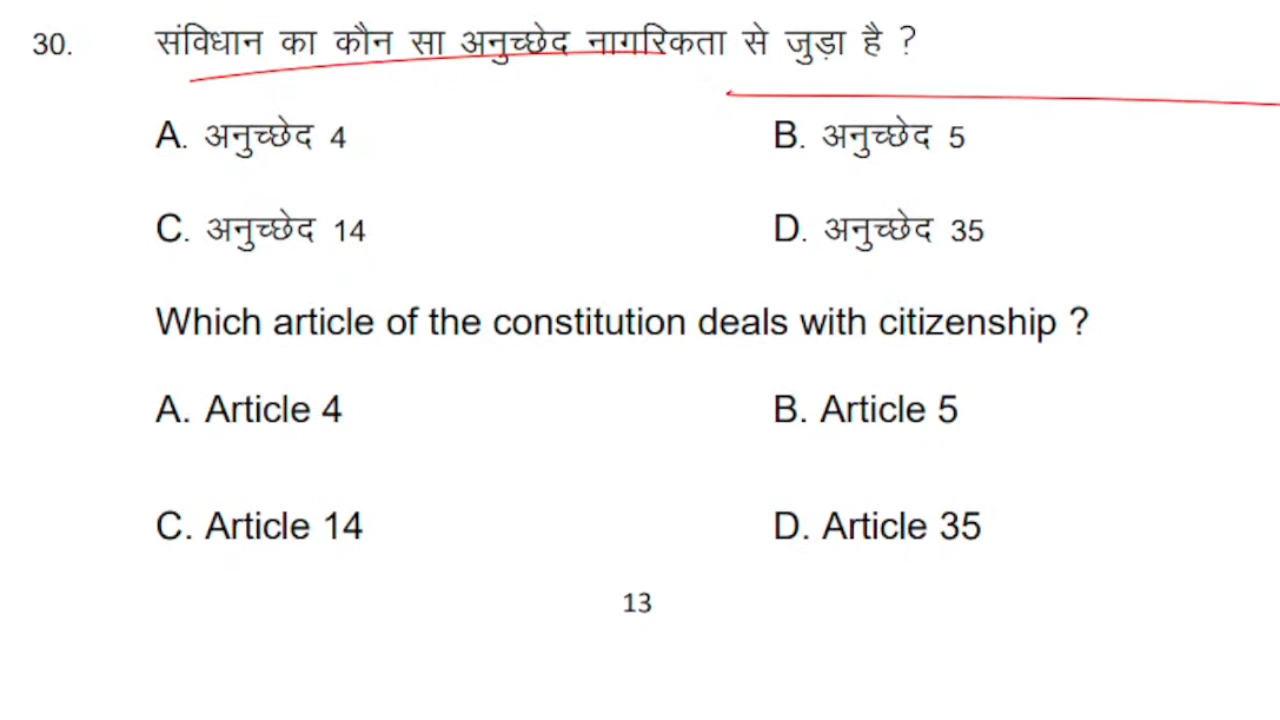 30. संविधान का कौन सा अनुच्छेद नागरिकता से जुड़ा है ?
A. अनुच्छेद 4 B. अनुच्छेद 5
C. अनुच्छेद 14 D. अनुच्छेद 35
Which article of the constitution deals with citizenship ?
A. Article 4 B. Article 5
C. Article 14 D. Article 35
13